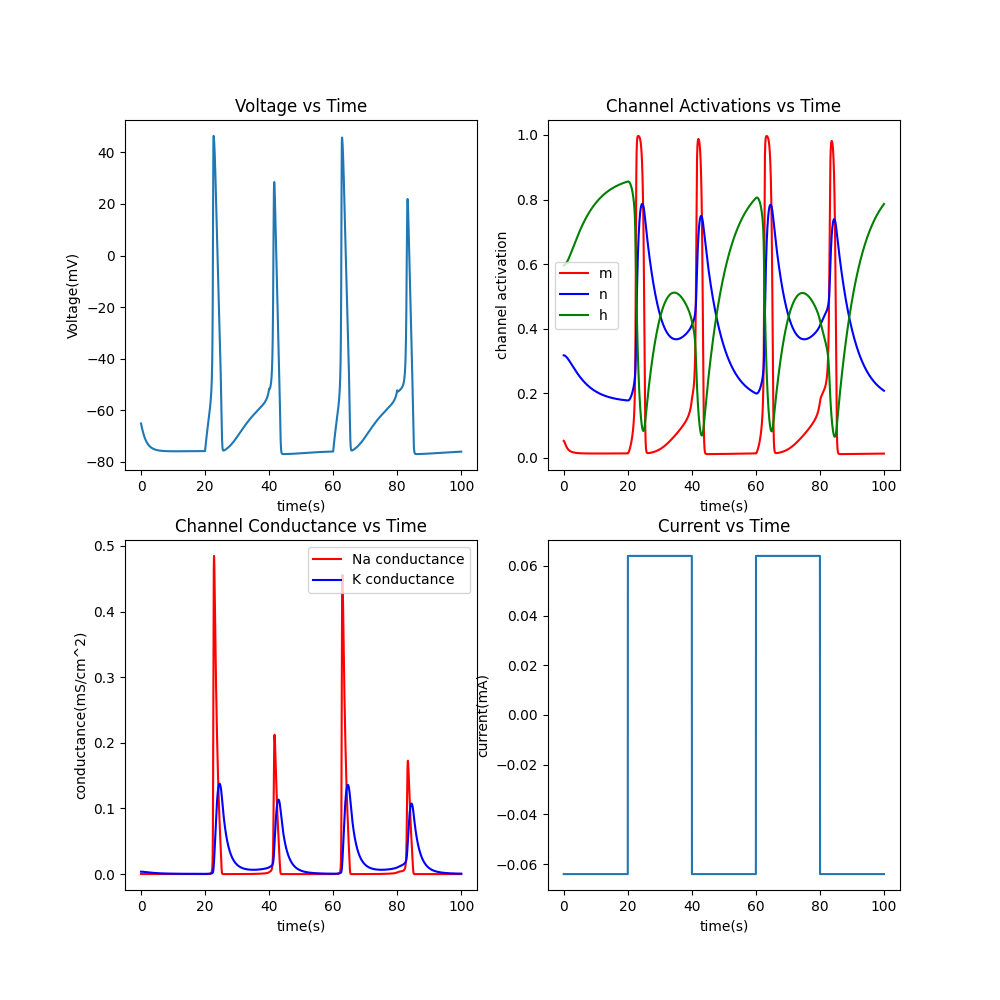 Voltage vs Time
Voltage(mV)
40
20
0
−20
−40
−60
−80
0 20 40 60 80 100
time(s)
Channel Activations vs Time
channel activation
1.0
0.8
0.6
0.4
0.2
0.0
m
n
h
0 20 40 60 80 100
time(s)
Channel Conductance vs Time
conductance(mS/cm^2)
0.5
0.4
0.3
0.2
0.1
0.0
Na conductance
K conductance
0 20 40 60 80 100
time(s)
Current vs Time
current(mA)
0.06
0.04
0.02
0.00
−0.02
−0.04
−0.06
0 20 40 60 80 100
time(s)